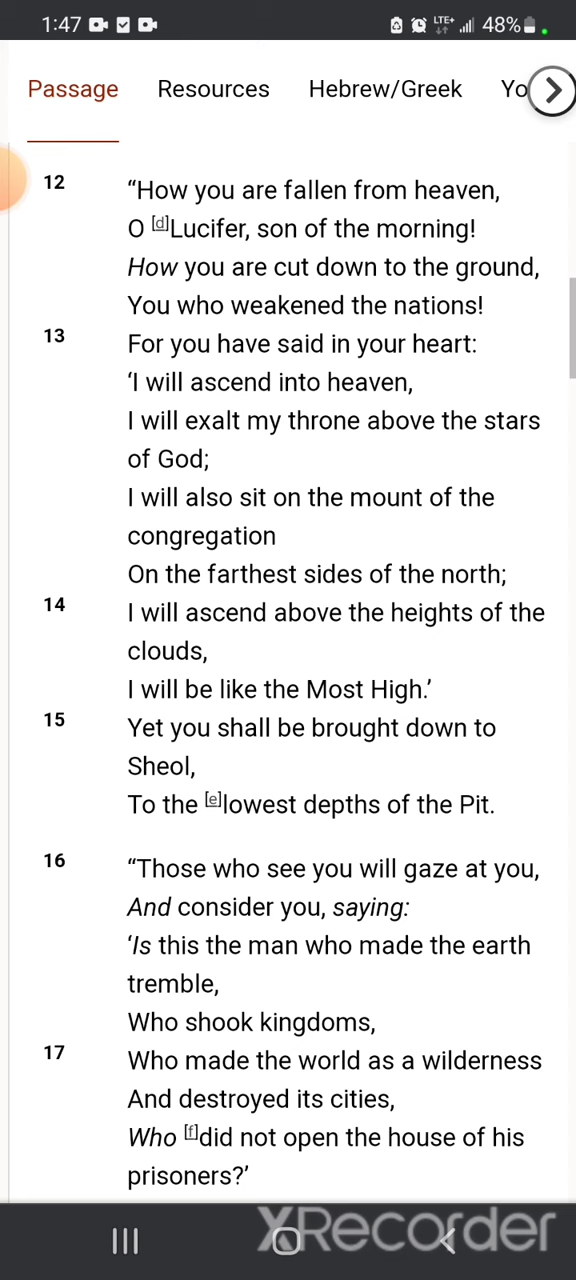 1:47 LTE+ 48%
Passage Resources Hebrew/Greek Yo
12 “How you are fallen from heaven,
O [d]Lucifer, son of the morning!
How you are cut down to the ground,
You who weakened the nations!
13 For you have said in your heart:
‘I will ascend into heaven,
I will exalt my throne above the stars
of God;
I will also sit on the mount of the
congregation
On the farthest sides of the north;
14 I will ascend above the heights of the
clouds,
I will be like the Most High.’
15 Yet you shall be brought down to
Sheol,
To the [e]lowest depths of the Pit.
16 “Those who see you will gaze at you,
And consider you, saying:
‘Is this the man who made the earth
tremble,
Who shook kingdoms,
17 Who made the world as a wilderness
And destroyed its cities,
Who [f]did not open the house of his
prisoners?’
XRecorder